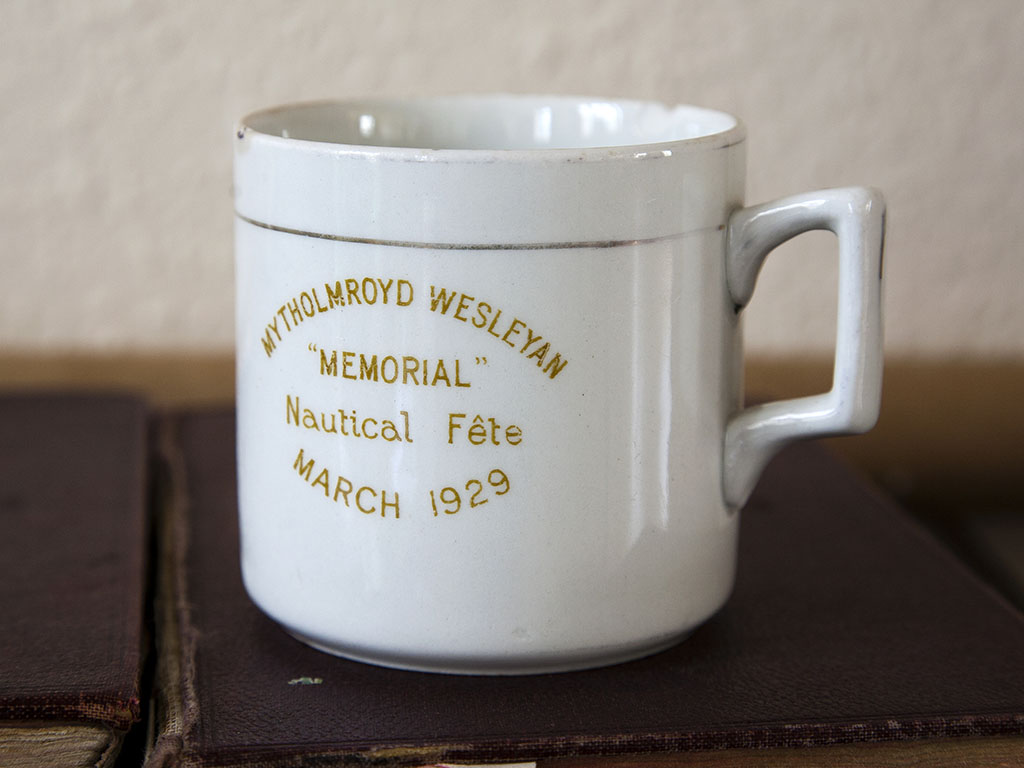 MYTHOLMROYD WESLEYAN
"MEMORIAL"
Nautical Fête
MARCH 1929